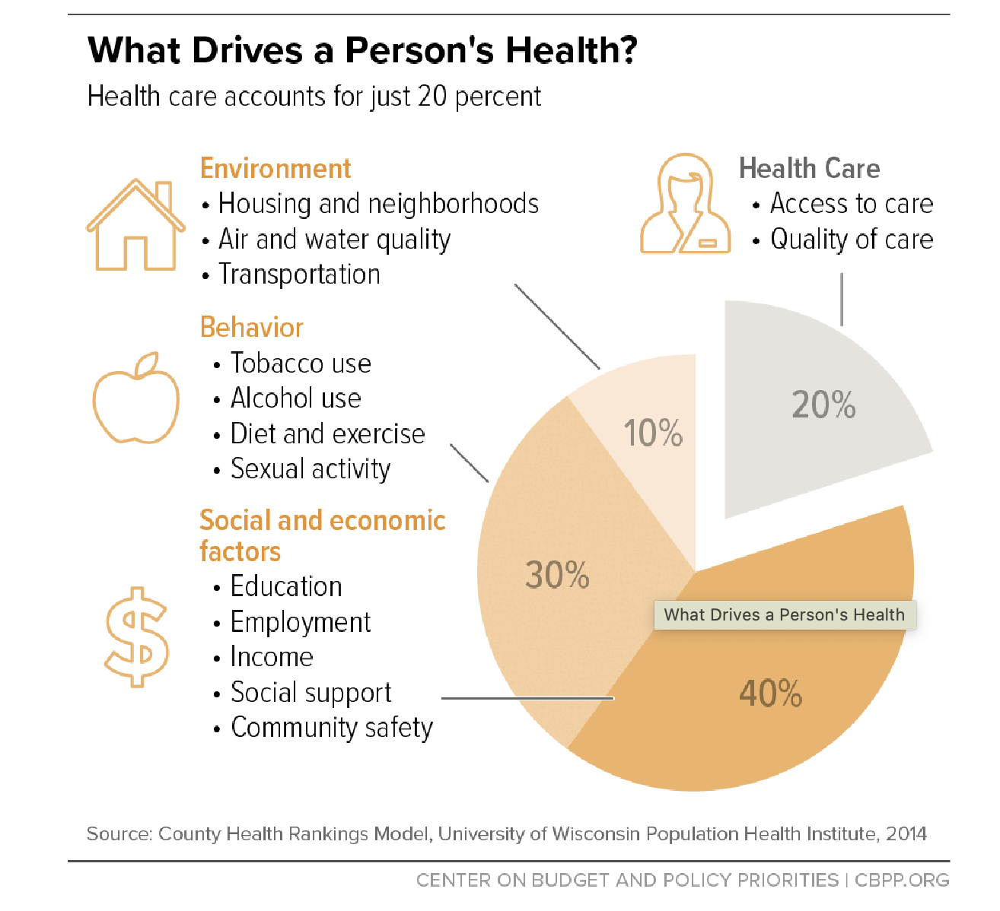 What Drives a Person's Health?
Health care accounts for just 20 percent
Environment
• Housing and neighborhoods
• Air and water quality
• Transportation
Health Care
• Access to care
• Quality of care
Behavior
• Tobacco use
• Alcohol use
• Diet and exercise
• Sexual activity
Social and economic
factors
• Education
• Employment
• Income
• Social support
• Community safety
20%
10%
30%
What Drives a Person's Health
40%
Source: County Health Rankings Model, University of Wisconsin Population Health Institute, 2014
CENTER ON BUDGET AND POLICY PRIORITIES | CBPP.ORG